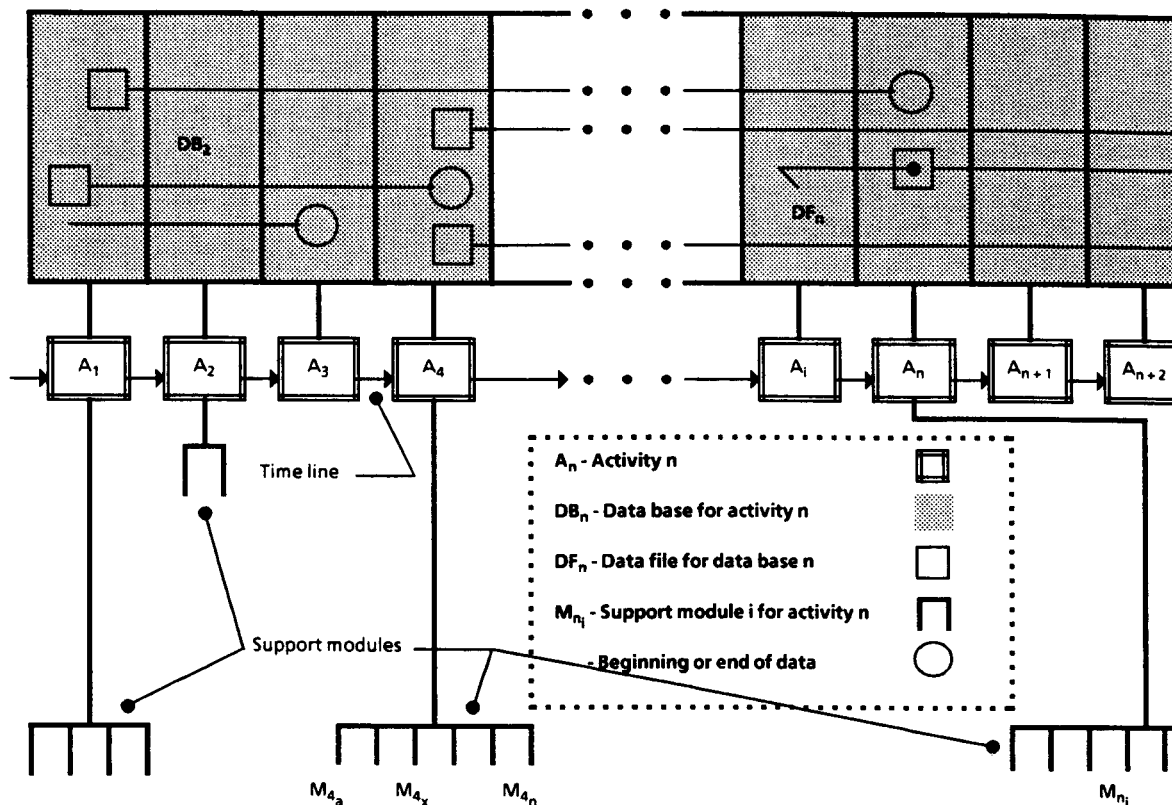 DB₂
DFₙ
A₁
A₂
A₃
A₄
Aᵢ
Aₙ
Aₙ₊₁
Aₙ₊₂
Time line
Aₙ - Activity n
DBₙ - Data base for activity n
DFₙ - Data file for data base n
Mₙᵢ - Support module i for activity n
- Beginning or end of data
Support modules
M₄ₐ
M₄ₓ
M₄ₙ
Mₙᵢ